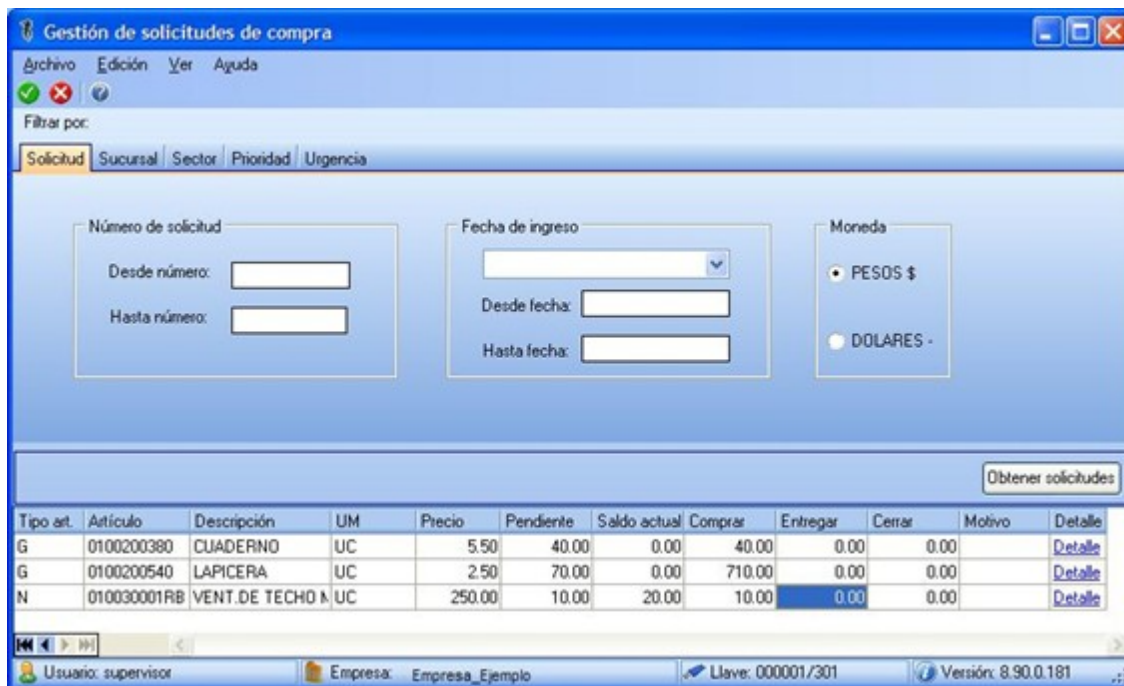 Gestión de solicitudes de compra
Archivo Edición Ver Ayuda
Filtrar por:
Solicitud Sucursal Sector Prioridad Urgencia
Número de solicitud Fecha de ingreso Moneda
Desde número: PESOS $
Desde fecha:
Hasta número:
DOLARES -
Hasta fecha:
Obtener solicitudes
Tipo art. Artículo Descripción UM Precio Pendiente Saldo actual Comprar Entregar Cerrar Motivo Detalle
G 0100200380 CUADERNO UC 5.50 40.00 0.00 40.00 0.00 0.00 Detalle
G 0100200540 LAPICERA UC 2.50 70.00 0.00 710.00 0.00 0.00 Detalle
N 010030001RB VENT.DE TECHO M UC 250.00 10.00 20.00 10.00 0.00 0.00 Detalle
Usuario: supervisor Empresa: Empresa_Ejemplo Llave: 000001/301 Versión: 8.90.0.181